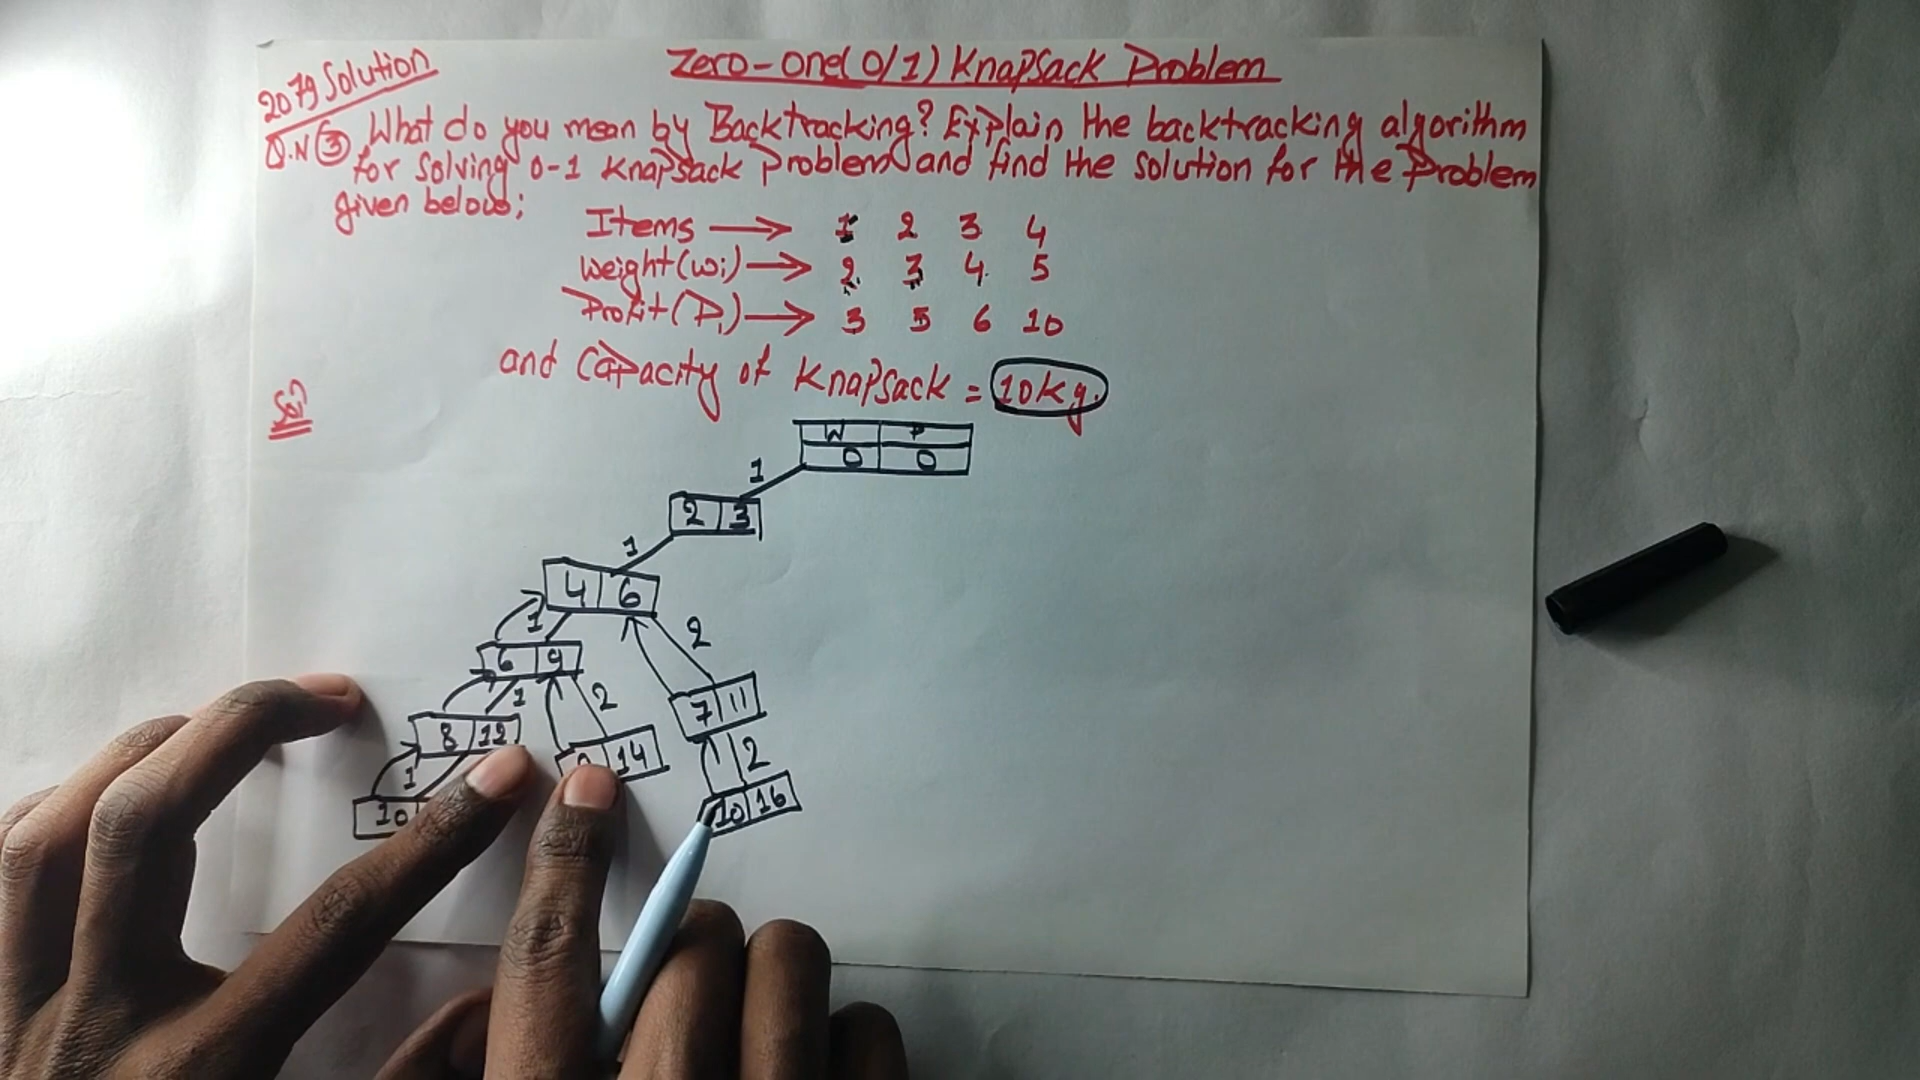 2079 Solution
Zero-one(0/1) Knapsack Problem
Q.N 3 What do you mean by Backtracking? Explain the backtracking algorithm
for solving 0-1 Knapsack Problem and find the solution for the Problem
given below;
Items → 1 2 3 4
Weight(wi) → 2 3 4 5
Profit(Pi) → 3 5 6 10
and Capacity of Knapsack = 10kg.
Sol
W P
0 0
1
2 3
1
4 6
1 2
6 9
1 2 7 11
8 12 14 2
1
10 10 16